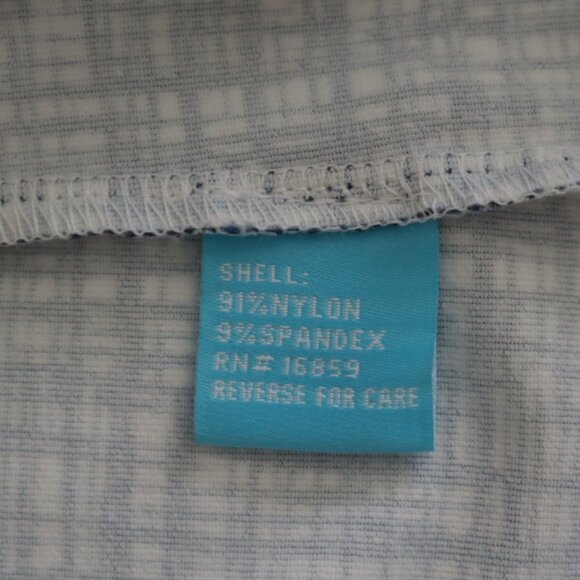 SHELL:
91%NYLON
9%SPANDEX
RN# 16859
REVERSE FOR CARE